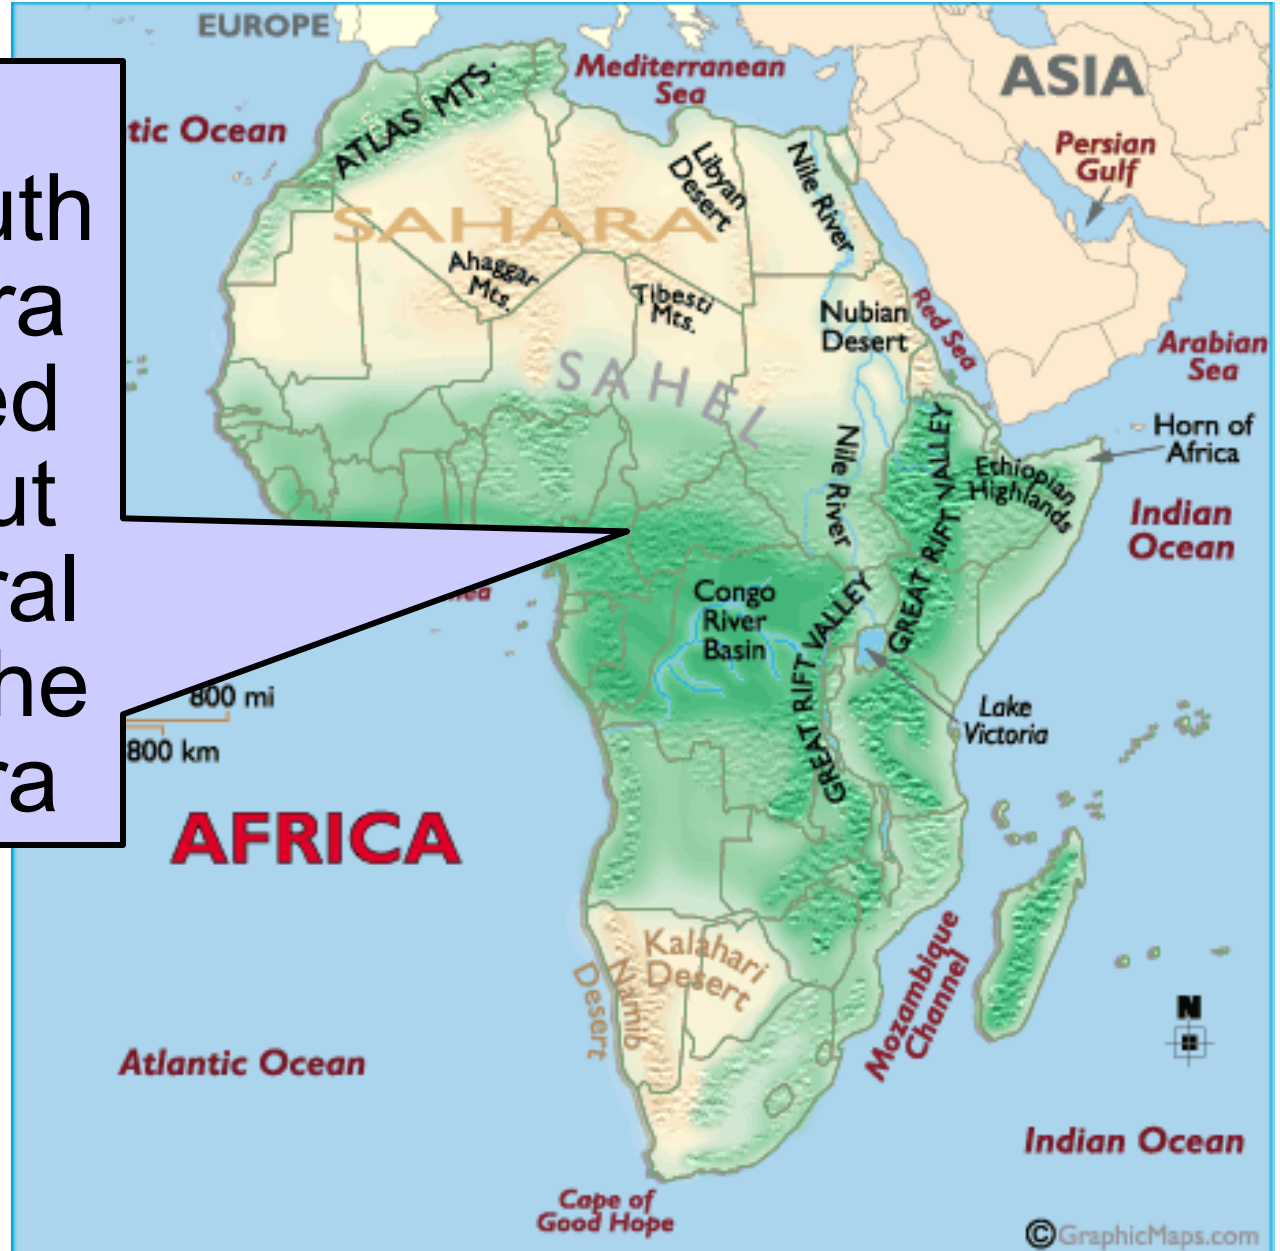 EUROPE
ASIA
Mediterranean
Sea
tic Ocean
ATLAS MTS.
Persian
Gulf
Libyan
Desert
Nile River
SAHARA
Ahaggar
Mts.
Tibesti
Mts.
Nubian
Desert
Red Sea
Arabian
Sea
SAHEL
Horn of
Africa
Nile River
GREAT RIFT VALLEY
Ethiopian
Highlands
Indian
Ocean
uth
ra
ed
ut
ral
he
ra
Congo
River
Basin
GREAT RIFT VALLEY
Lake
Victoria
800 mi
800 km
AFRICA
Kalahari
Desert
Namib
Desert
Mozambique
Channel
N
Atlantic Ocean
Indian Ocean
Cape of
Good Hope
©GraphicMaps.com